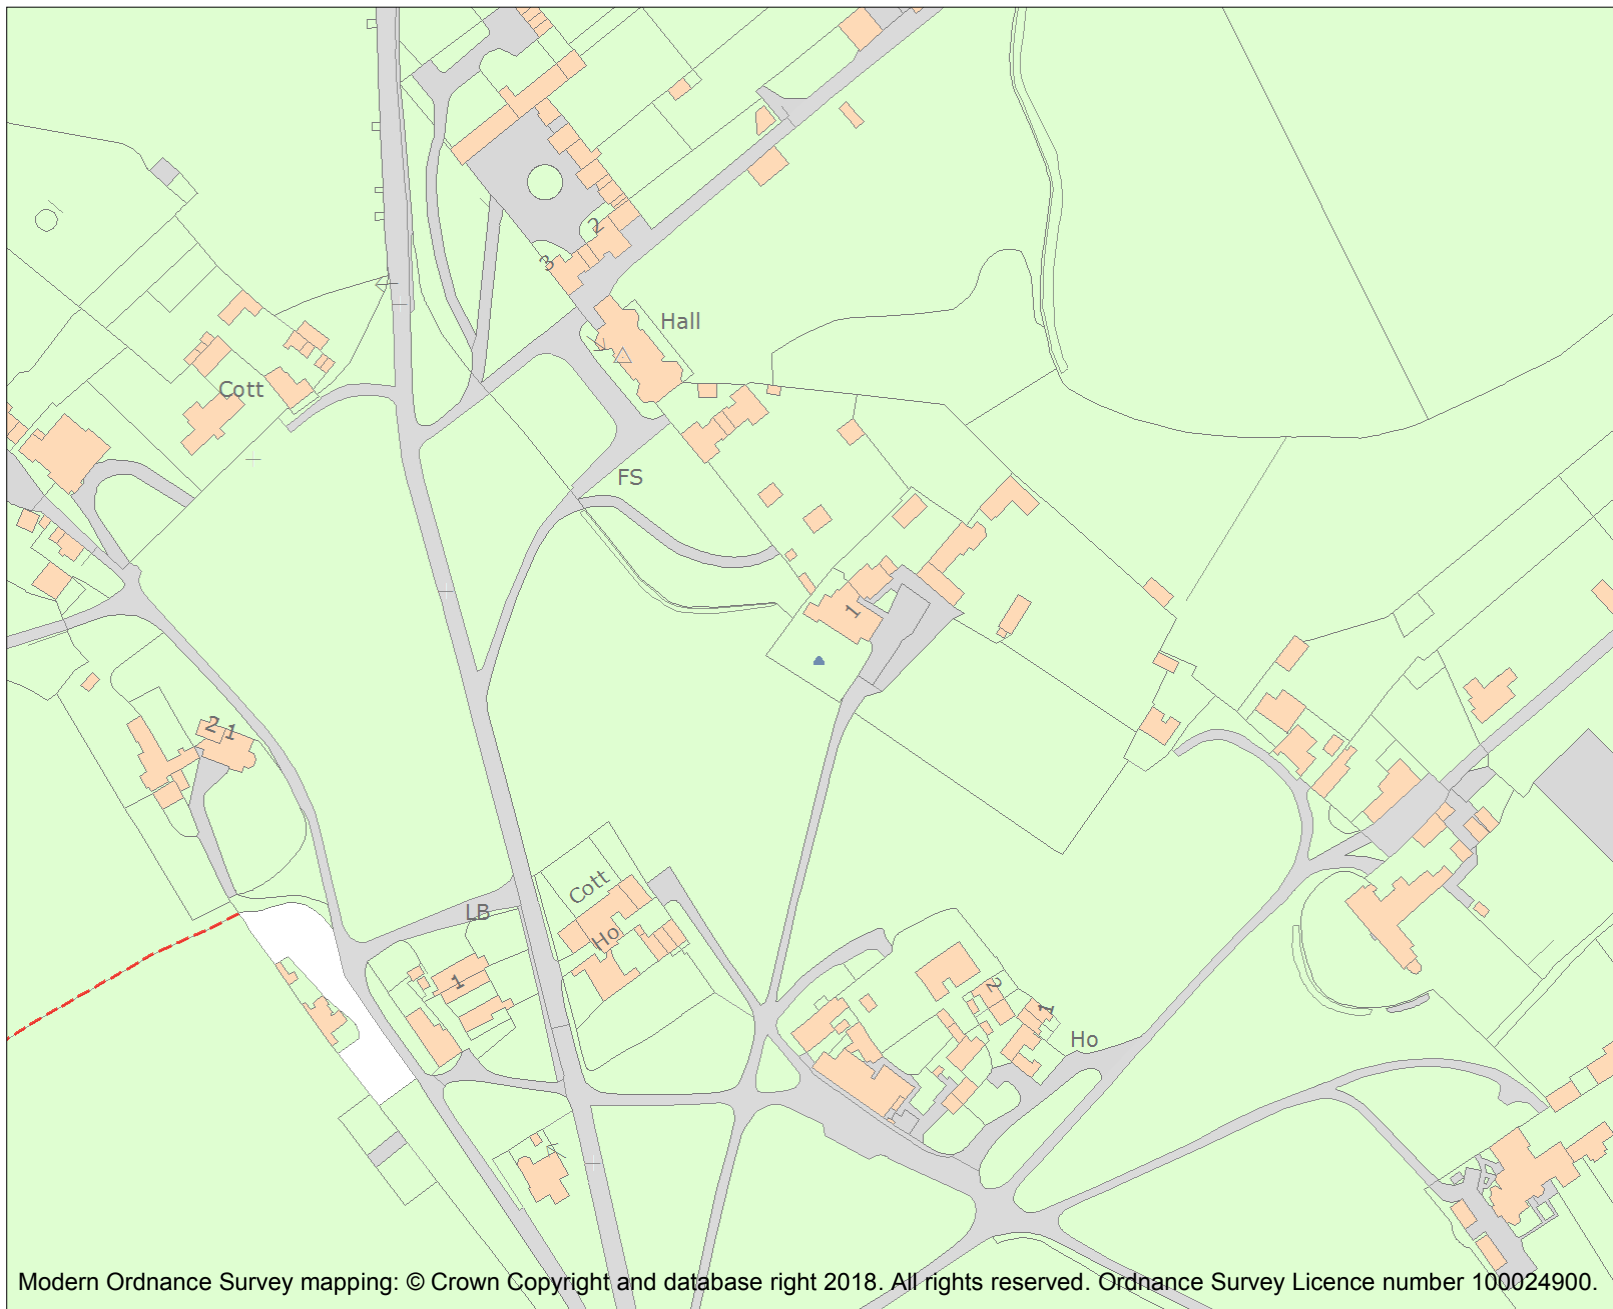 2
3
Hall
Cott
FS
1
2 1
Cott
LB
Ho
1
2
1
Ho
Modern Ordnance Survey mapping: © Crown Copyright and database right 2018. All rights reserved. Ordnance Survey Licence number 100024900.